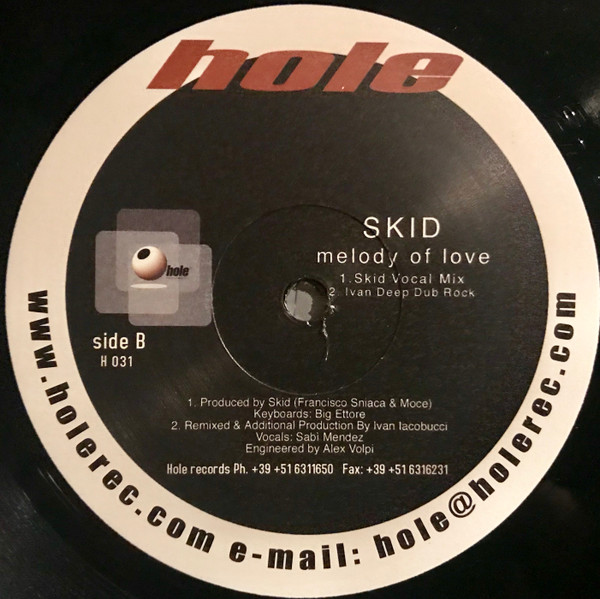 hole
SKID
melody of love
1.Skid Vocal Mix
2. Ivan Deep Dub Rock
hole
side B
H 031
1. Produced by Skid (Francisco Sniaca & Moce)
Keyboards: Big Ettore
2. Remixed & Additional Production By Ivan Iacobucci
Vocals: Sabi Mendez
Engineered by Alex Volpi
Hole records Ph. +39 +51 6311650 Fax: +39 +51 6316231
www.holerec.com e-mail: hole@holerec.com